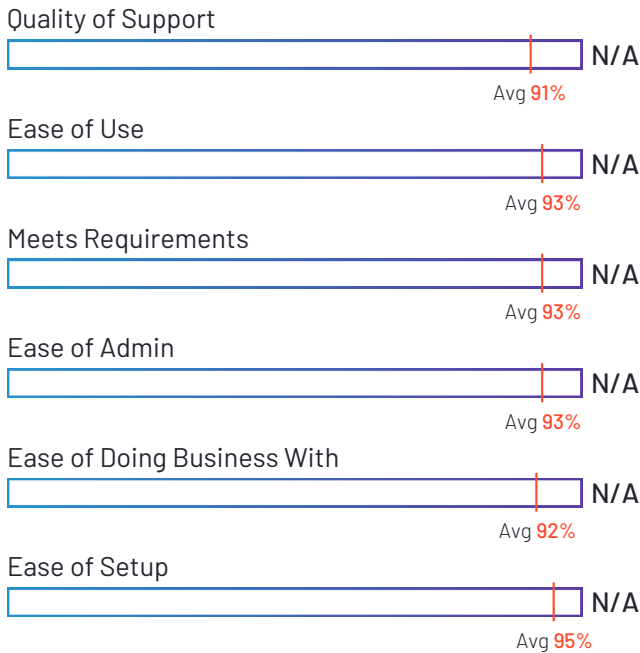 Quality of Support
N/A
Avg 91%
Ease of Use
N/A
Avg 93%
Meets Requirements
N/A
Avg 93%
Ease of Admin
N/A
Avg 93%
Ease of Doing Business With
N/A
Avg 92%
Ease of Setup
N/A
Avg 95%